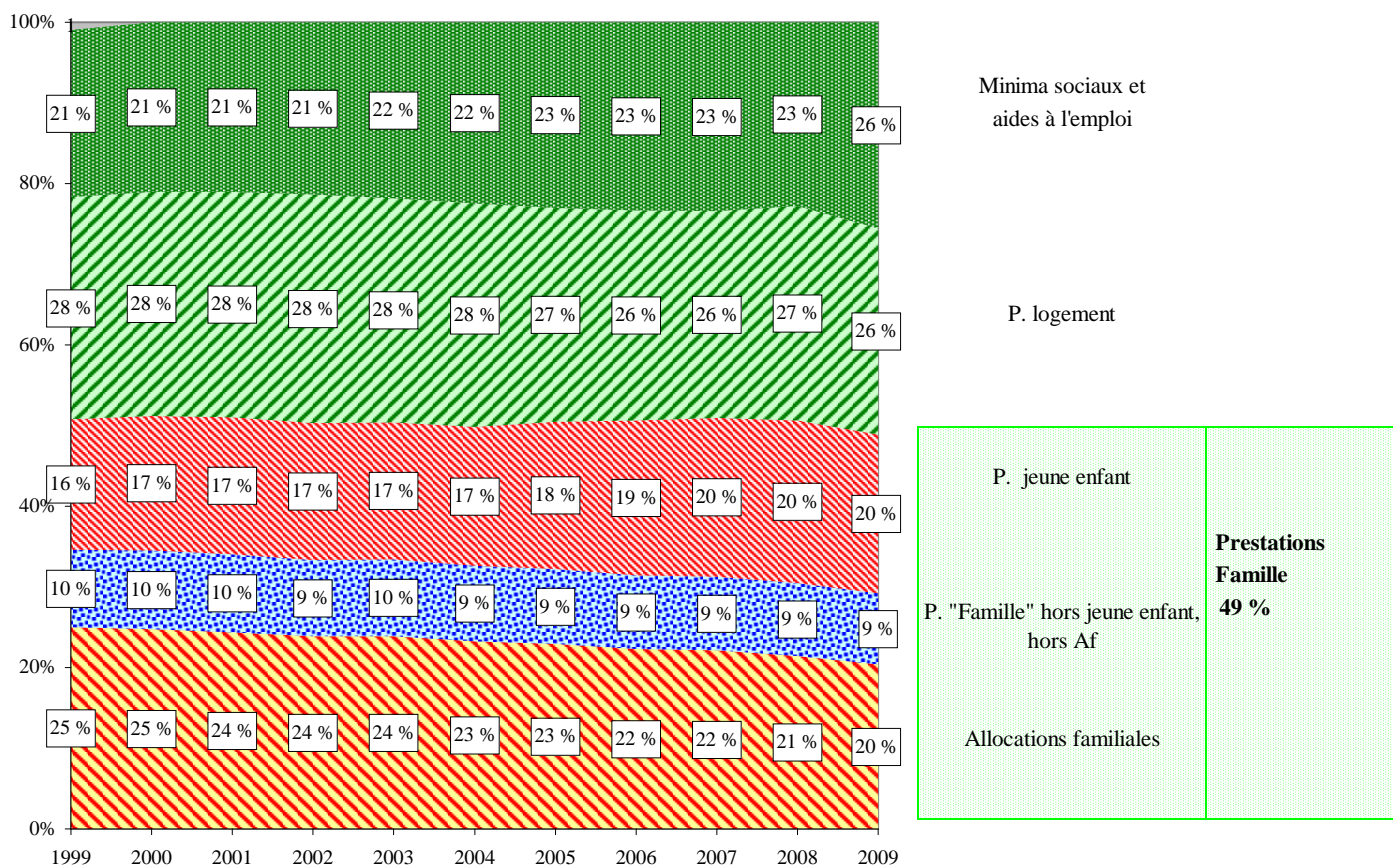 100%
80%
60%
40%
20%
0%
21 % 21 % 21 % 21 % 22 % 22 % 23 % 23 % 23 % 23 % 26 %
28 % 28 % 28 % 28 % 28 % 28 % 27 % 26 % 26 % 27 % 26 %
16 % 17 % 17 % 17 % 17 % 17 % 18 % 19 % 20 % 20 % 20 %
10 % 10 % 10 % 9 % 10 % 9 % 9 % 9 % 9 % 9 % 9 %
25 % 25 % 24 % 24 % 24 % 23 % 23 % 22 % 22 % 21 % 20 %
1999 2000 2001 2002 2003 2004 2005 2006 2007 2008 2009
Minima sociaux et
aides à l'emploi
P. logement
P. jeune enfant
P. "Famille" hors jeune enfant,
hors Af
Allocations familiales
Prestations
Famille
49 %